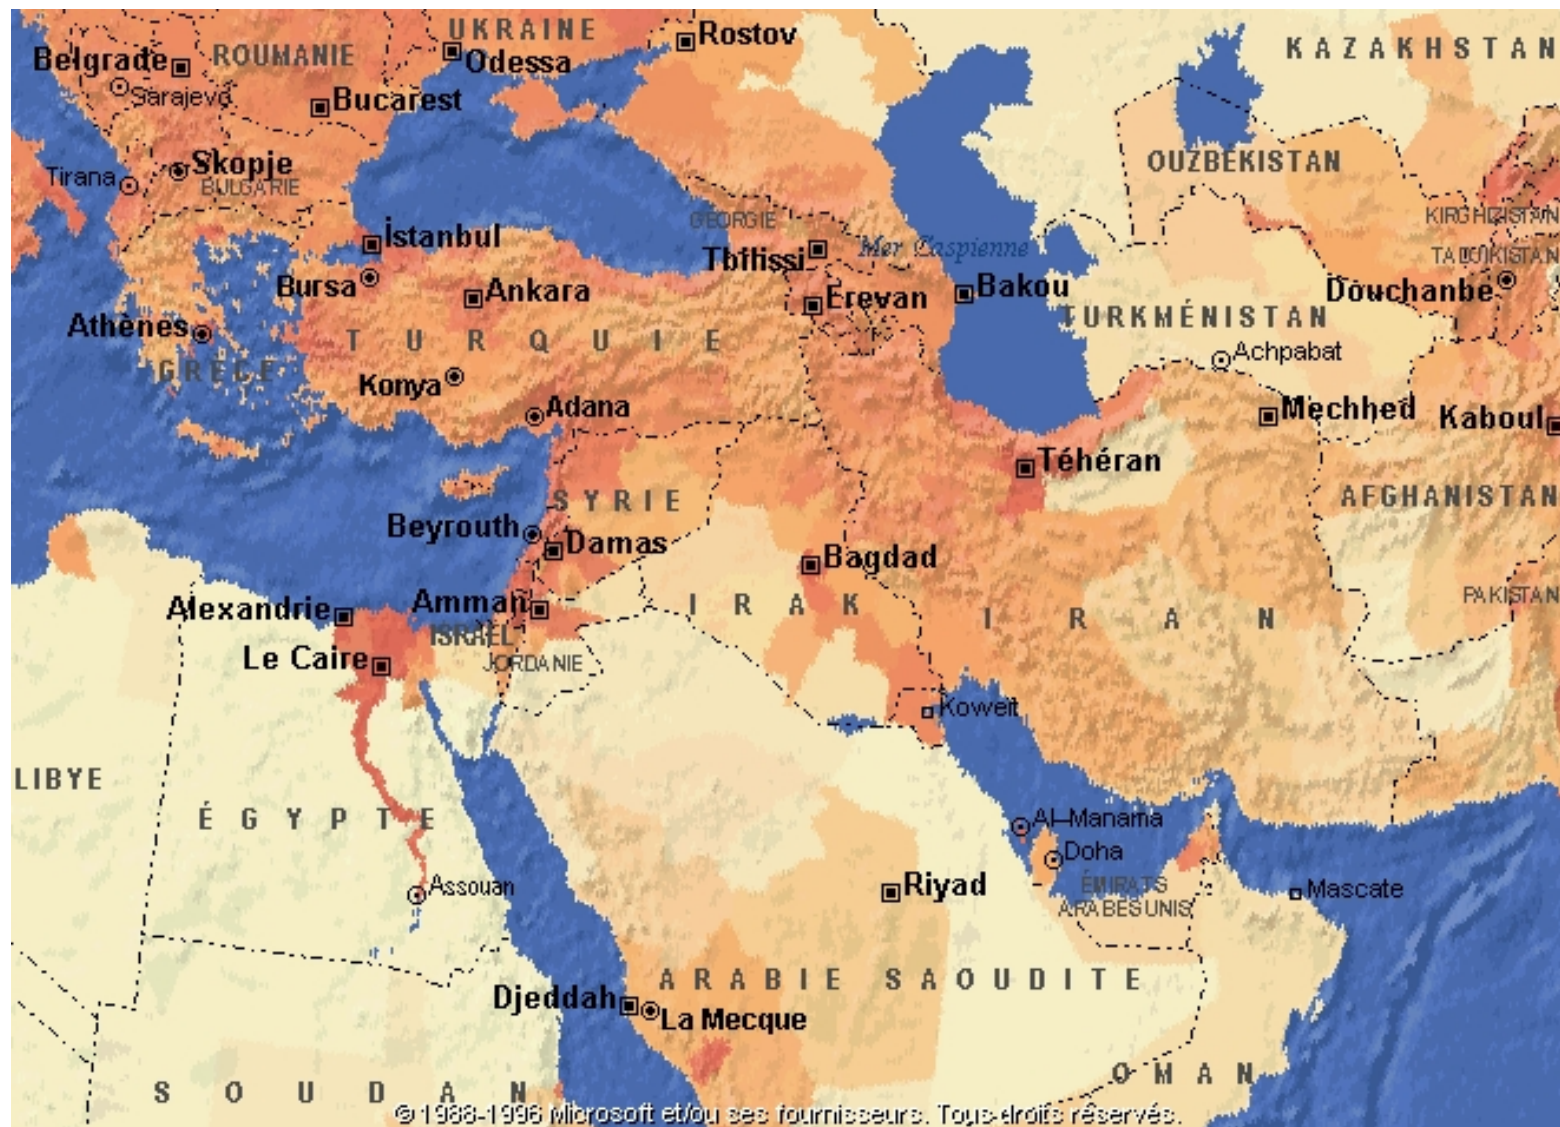 UKRAINE
Rostov
KAZAKHSTAN
Belgrade
ROUMANIE
Odessa
Sarajevo
Bucarest
OUZBEKISTAN
Skopje
Tirana
BULGARIE
KIRGHIZISTAN
GEORGIE
İstanbul
Mer Caspienne
TADJIKISTAN
Tbilissi
Bursa
Ankara
Erevan
Bakou
Douchanbe
Athènes
TURQUIE
TURKMÉNISTAN
GRÈCE
Achpabat
Konya
Adana
Mechhed
Kaboul
Téhéran
SYRIE
AFGHANISTAN
Beyrouth
Damas
Bagdad
PAKISTAN
Alexandrie
Amman
IRAK
IRAN
ISRAËL
Le Caire
JORDANIE
Koweit
LIBYE
ÉGYPTE
Al-Manama
Doha
Assouan
Riyad
ÉMIRATS
ARABES UNIS
Mascate
ARABIE SAOUDITE
Djeddah
La Mecque
OMAN
SOUDAN
© 1988-1996 Microsoft et/ou ses fournisseurs. Tous droits réservés.